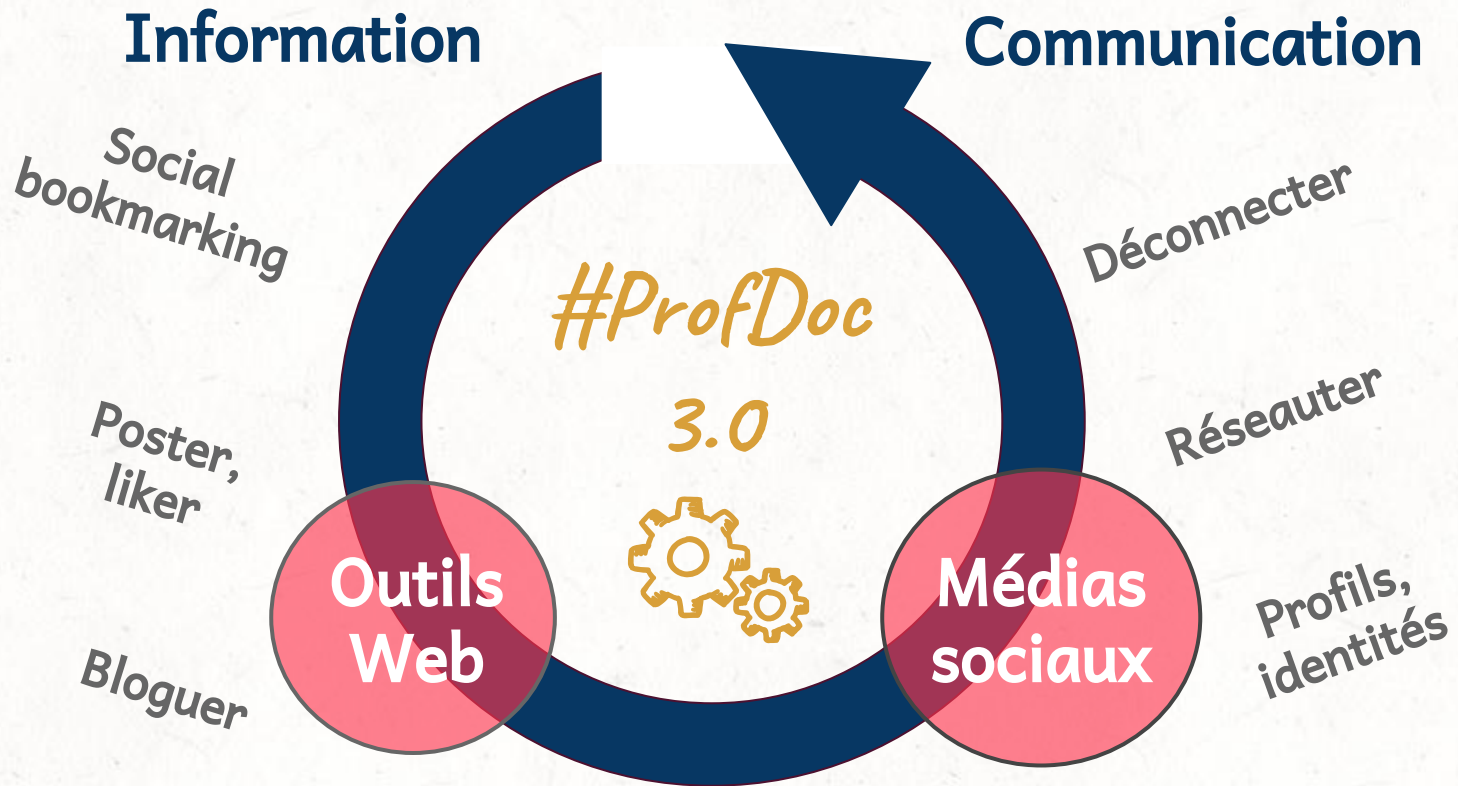 Information
Communication
Social
bookmarking
Déconnecter
#ProfDoc
3.0
Réseauter
Poster,
liker
Outils
Web
Médias
sociaux
Profils,
identités
Bloguer